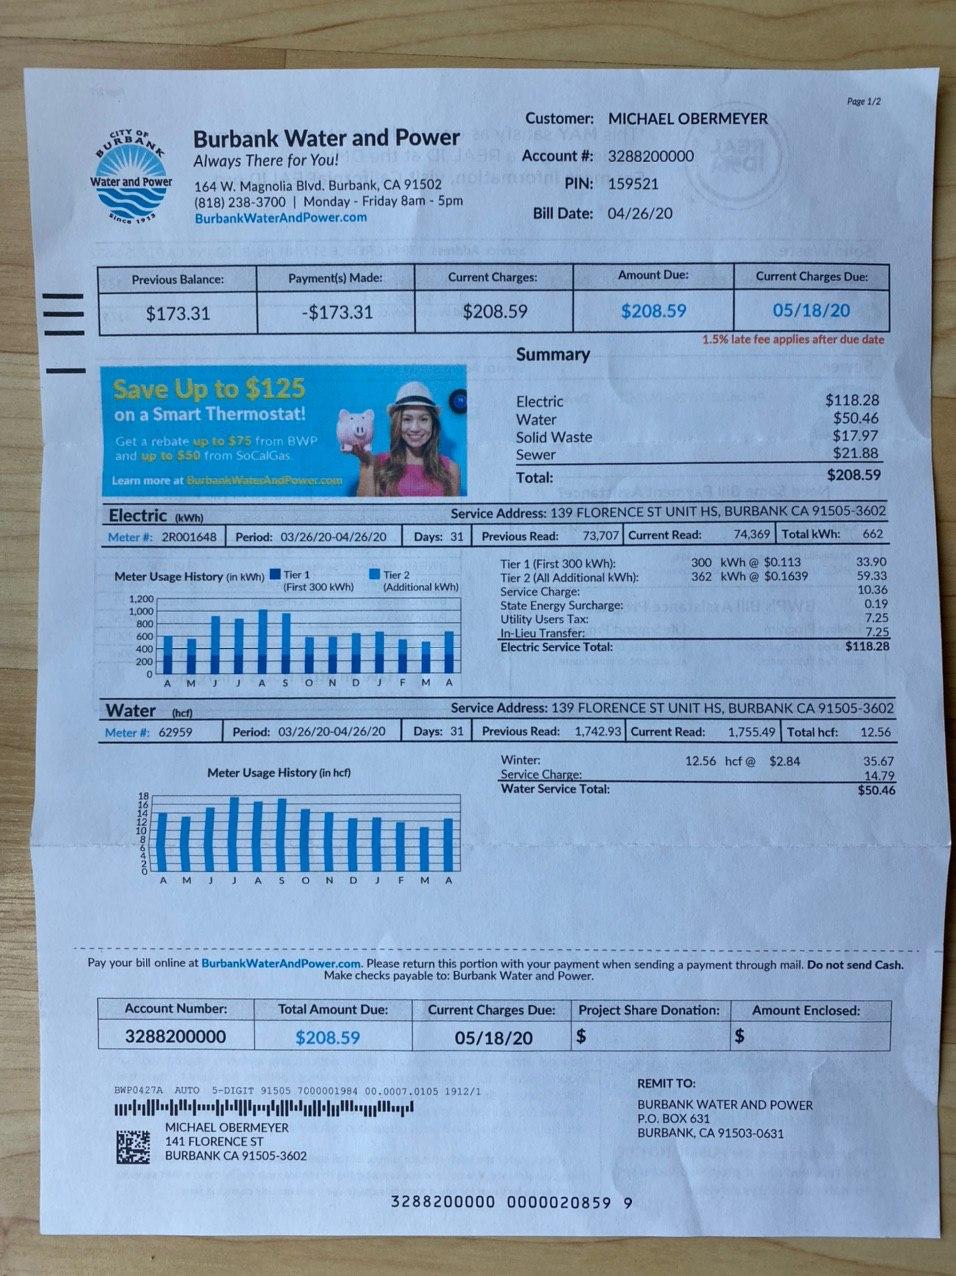 Page 1/2
CITY OF BURBANK
Water and Power
Since 1913
Burbank Water and Power
Always There for You!
164 W. Magnolia Blvd. Burbank, CA 91502
(818) 238-3700 | Monday - Friday 8am - 5pm
BurbankWaterAndPower.com
Customer: MICHAEL OBERMEYER
Account #: 3288200000
PIN: 159521
Bill Date: 04/26/20
Previous Balance: Payment(s) Made: Current Charges: Amount Due: Current Charges Due:
$173.31 -$173.31 $208.59 $208.59 05/18/20
1.5% late fee applies after due date
Save Up to $125
on a Smart Thermostat!
Get a rebate up to $75 from BWP
and up to $50 from SoCalGas.
Learn more at BurbankWaterAndPower.com
Summary
Electric $118.28
Water $50.46
Solid Waste $17.97
Sewer $21.88
Total: $208.59
Electric (kWh) Service Address: 139 FLORENCE ST UNIT HS, BURBANK CA 91505-3602
Meter #: 2R001648 Period: 03/26/20-04/26/20 Days: 31 Previous Read: 73,707 Current Read: 74,369 Total kWh: 662
Meter Usage History (in kWh) Tier 1 (First 300 kWh) Tier 2 (Additional kWh)
1,200
1,000
800
600
400
200
0
A M J J A S O N D J F M A
Tier 1 (First 300 kWh): 300 kWh @ $0.113 33.90
Tier 2 (All Additional kWh): 362 kWh @ $0.1639 59.33
Service Charge: 10.36
State Energy Surcharge: 0.19
Utility Users Tax: 7.25
In-Lieu Transfer: 7.25
Electric Service Total: $118.28
Water (hcf) Service Address: 139 FLORENCE ST UNIT HS, BURBANK CA 91505-3602
Meter #: 62959 Period: 03/26/20-04/26/20 Days: 31 Previous Read: 1,742.93 Current Read: 1,755.49 Total hcf: 12.56
Meter Usage History (in hcf)
18
16
14
12
10
8
6
4
2
0
A M J J A S O N D J F M A
Winter: 12.56 hcf @ $2.84 35.67
Service Charge: 14.79
Water Service Total: $50.46
Pay your bill online at BurbankWaterAndPower.com. Please return this portion with your payment when sending a payment through mail. Do not send Cash.
Make checks payable to: Burbank Water and Power.
Account Number: Total Amount Due: Current Charges Due: Project Share Donation: Amount Enclosed:
3288200000 $208.59 05/18/20 $ $
BWP0427A AUTO 5-DIGIT 91505 7000001984 00.0007.0105 1912/1
MICHAEL OBERMEYER
141 FLORENCE ST
BURBANK CA 91505-3602
REMIT TO:
BURBANK WATER AND POWER
P.O. BOX 631
BURBANK, CA 91503-0631
3288200000 0000020859 9